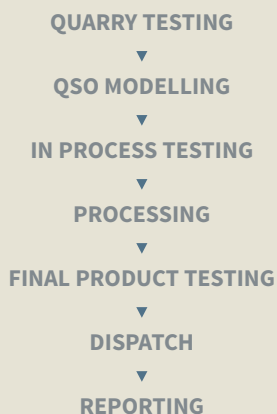 QUARRY TESTING
QSO MODELLING
IN PROCESS TESTING
PROCESSING
FINAL PRODUCT TESTING
DISPATCH
REPORTING